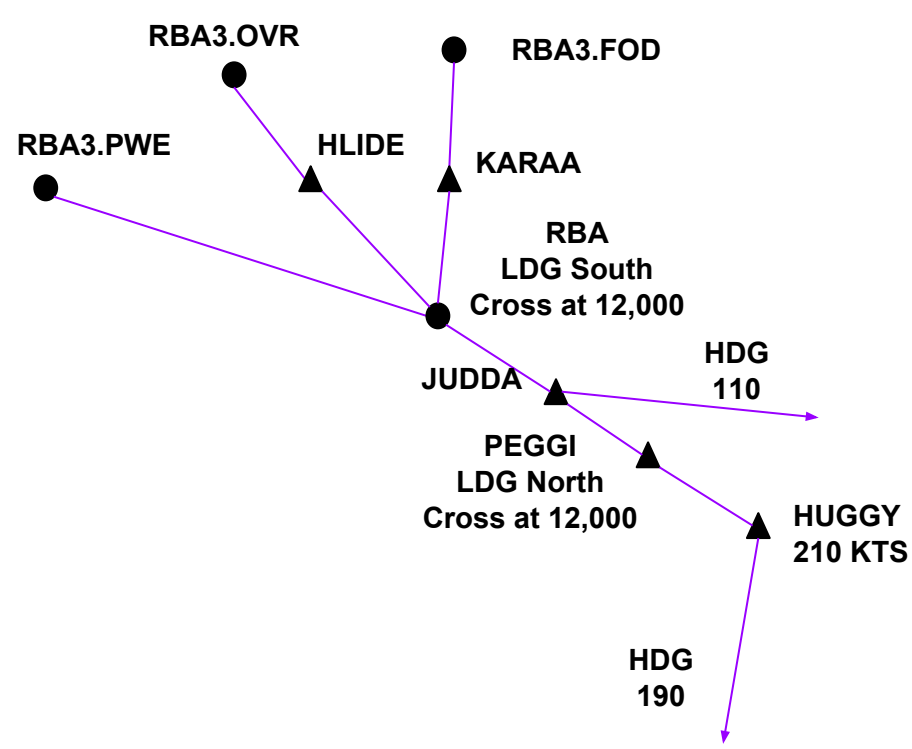 RBA3.OVR
RBA3.FOD
RBA3.PWE
HLIDE
KARAA
RBA
LDG South
Cross at 12,000
HDG
110
JUDDA
PEGGI
LDG North
Cross at 12,000
HUGGY
210 KTS
HDG
190